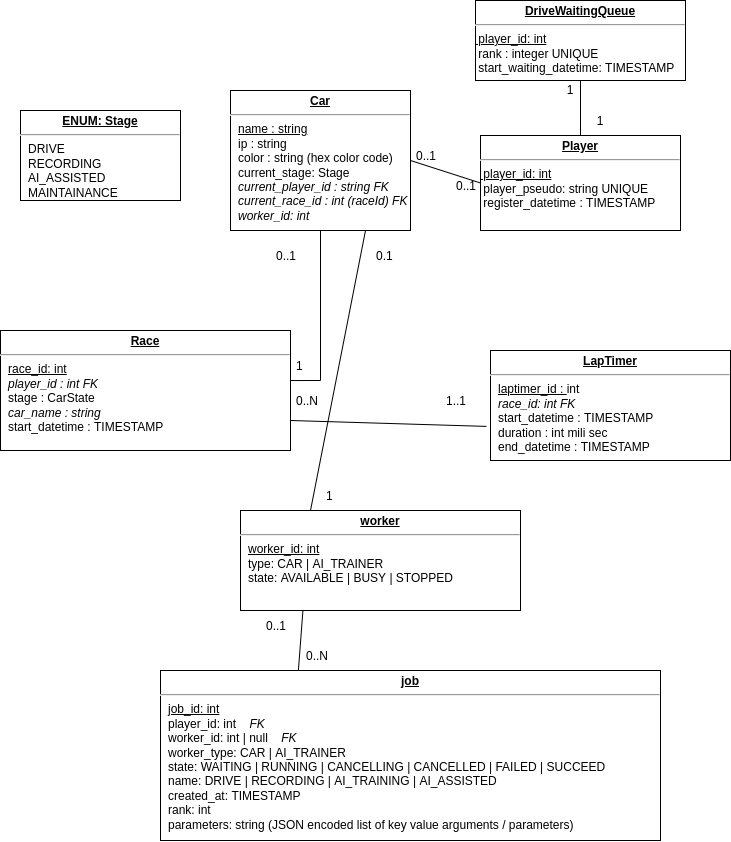 DriveWaitingQueue
player_id: int
rank : integer UNIQUE
start_waiting_datetime: TIMESTAMP
1
1
Car
name : string
ip : string
color : string (hex color code)
current_stage: Stage
current_player_id : string FK
current_race_id : int (raceId) FK
worker_id: int
ENUM: Stage
DRIVE
RECORDING
AI_ASSISTED
MAINTAINANCE
0..1
0..1
Player
player_id: int
player_pseudo: string UNIQUE
register_datetime : TIMESTAMP
0..1
0.1
Race
race_id: int
player_id : int FK
stage : CarState
car_name : string
start_datetime : TIMESTAMP
1
0..N
1..1
LapTimer
laptimer_id : int
race_id: int FK
start_datetime : TIMESTAMP
duration : int mili sec
end_datetime : TIMESTAMP
1
worker
worker_id: int
type: CAR | AI_TRAINER
state: AVAILABLE | BUSY | STOPPED
0..1
0..N
job
job_id: int
player_id: int FK
worker_id: int | null FK
worker_type: CAR | AI_TRAINER
state: WAITING | RUNNING | CANCELLING | CANCELLED | FAILED | SUCCEED
name: DRIVE | RECORDING | AI_TRAINING | AI_ASSISTED
created_at: TIMESTAMP
rank: int
parameters: string (JSON encoded list of key value arguments / parameters)